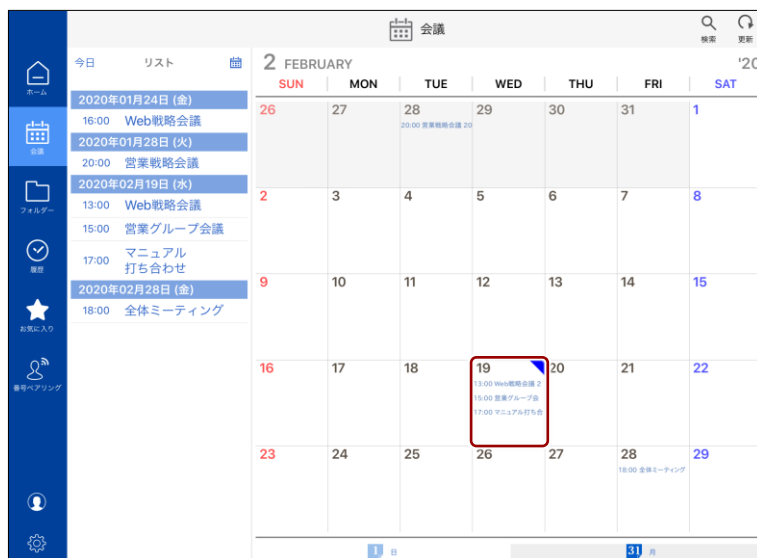 会議
検索
更新
ホーム
会議
フォルダー
履歴
お気に入り
番号ペアリング
今日 リスト
2020年01月24日 (金)
16:00 Web戦略会議
2020年01月28日 (火)
20:00 営業戦略会議
2020年02月19日 (水)
13:00 Web戦略会議
15:00 営業グループ会議
17:00 マニュアル
打ち合わせ
2020年02月28日 (金)
18:00 全体ミーティング
2 FEBRUARY '20
SUN MON TUE WED THU FRI SAT
26 27 28 29 30 31 1
20:00 営業戦略会議 20
2 3 4 5 6 7 8
9 10 11 12 13 14 15
16 17 18 19 20 21 22
13:00 Web戦略会議 2
15:00 営業グループ会
17:00 マニュアル打ち合
23 24 25 26 27 28 29
18:00 全体ミーティング
1 日
31 月